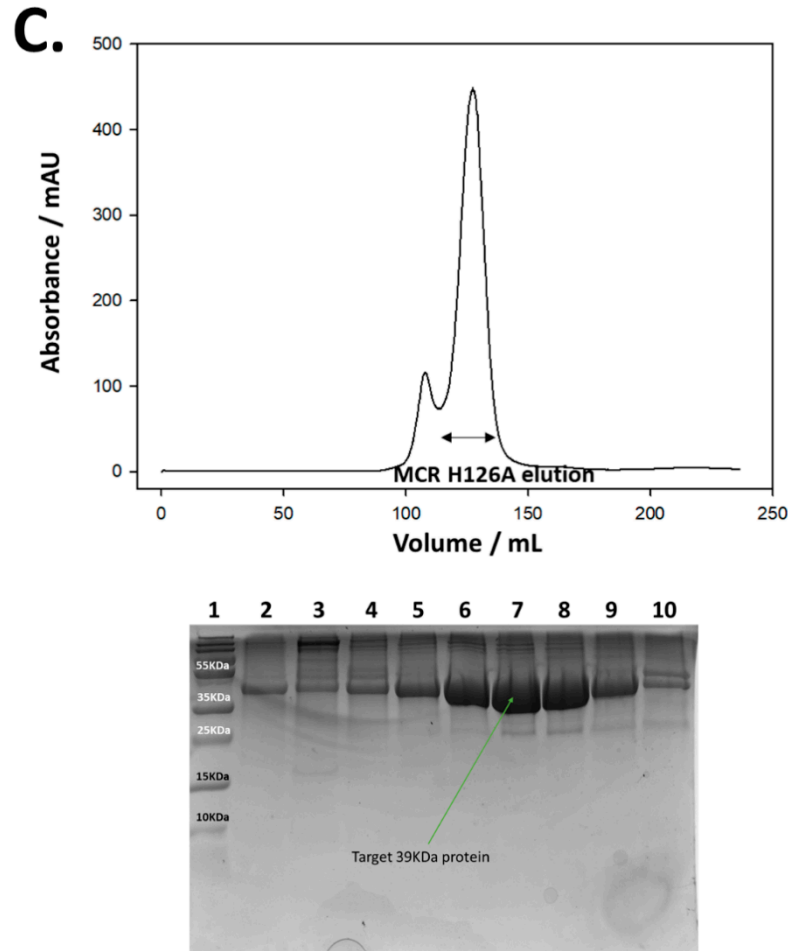 C.
500
400
300
200
100
0
Absorbance / mAU
MCR H126A elution
0 50 100 150 200 250
Volume / mL
1 2 3 4 5 6 7 8 9 10
55KDa
35KDa
25KDa
15KDa
10KDa
Target 39KDa protein